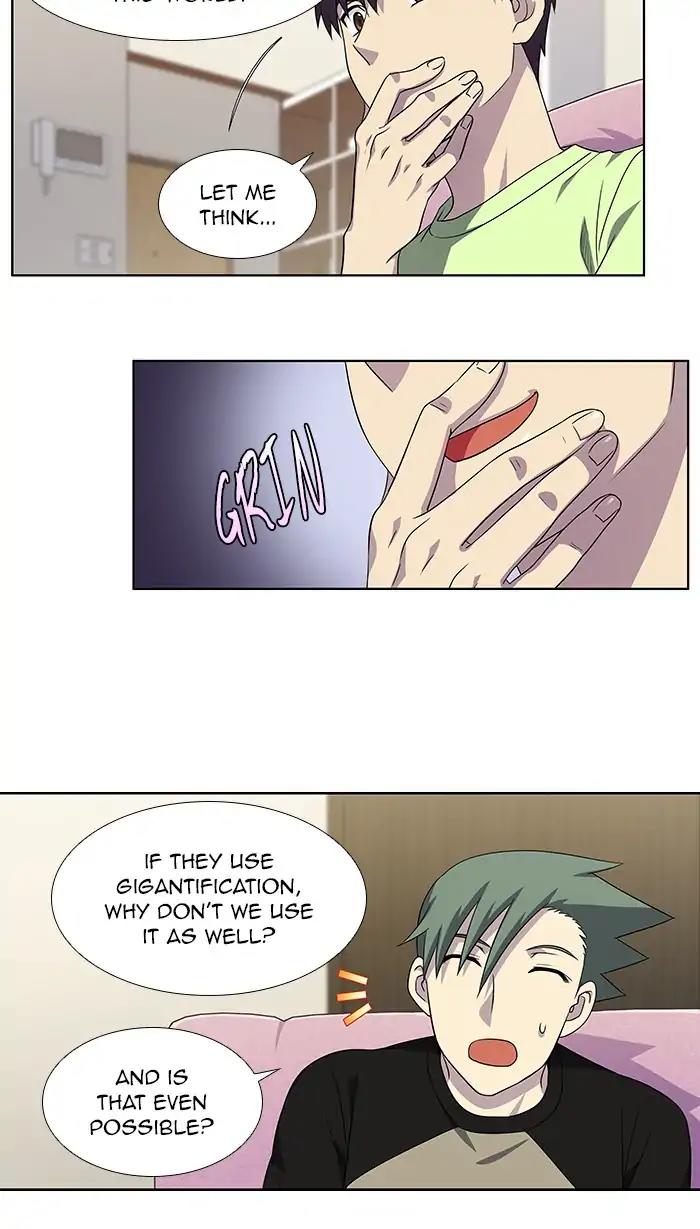 LET ME
THINK...
GRIN
IF THEY USE
GIGANTIFICATION,
WHY DON'T WE USE
IT AS WELL?
AND IS
THAT EVEN
POSSIBLE?